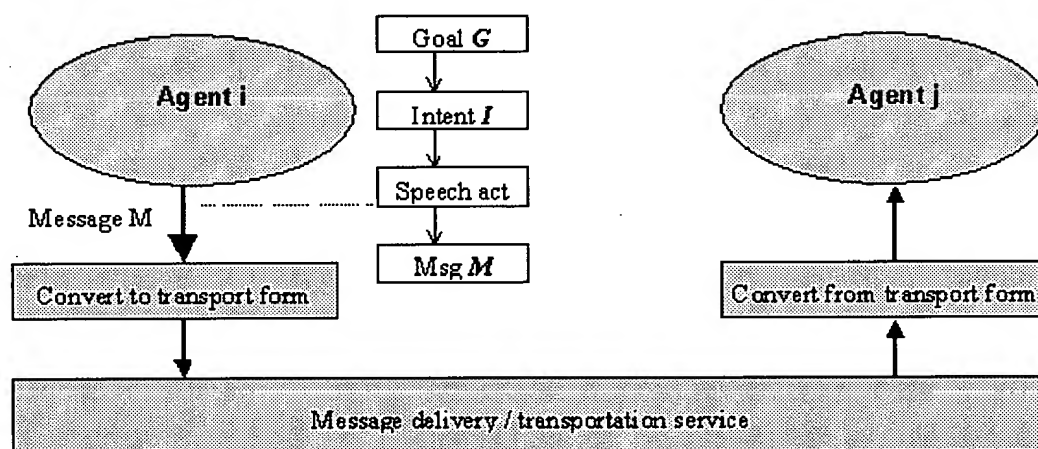 Goal G
Agent i
Agent j
Intent I
Speech act
Message M
Msg M
Convert to transport form
Convert from transport form
Message delivery / transportation service